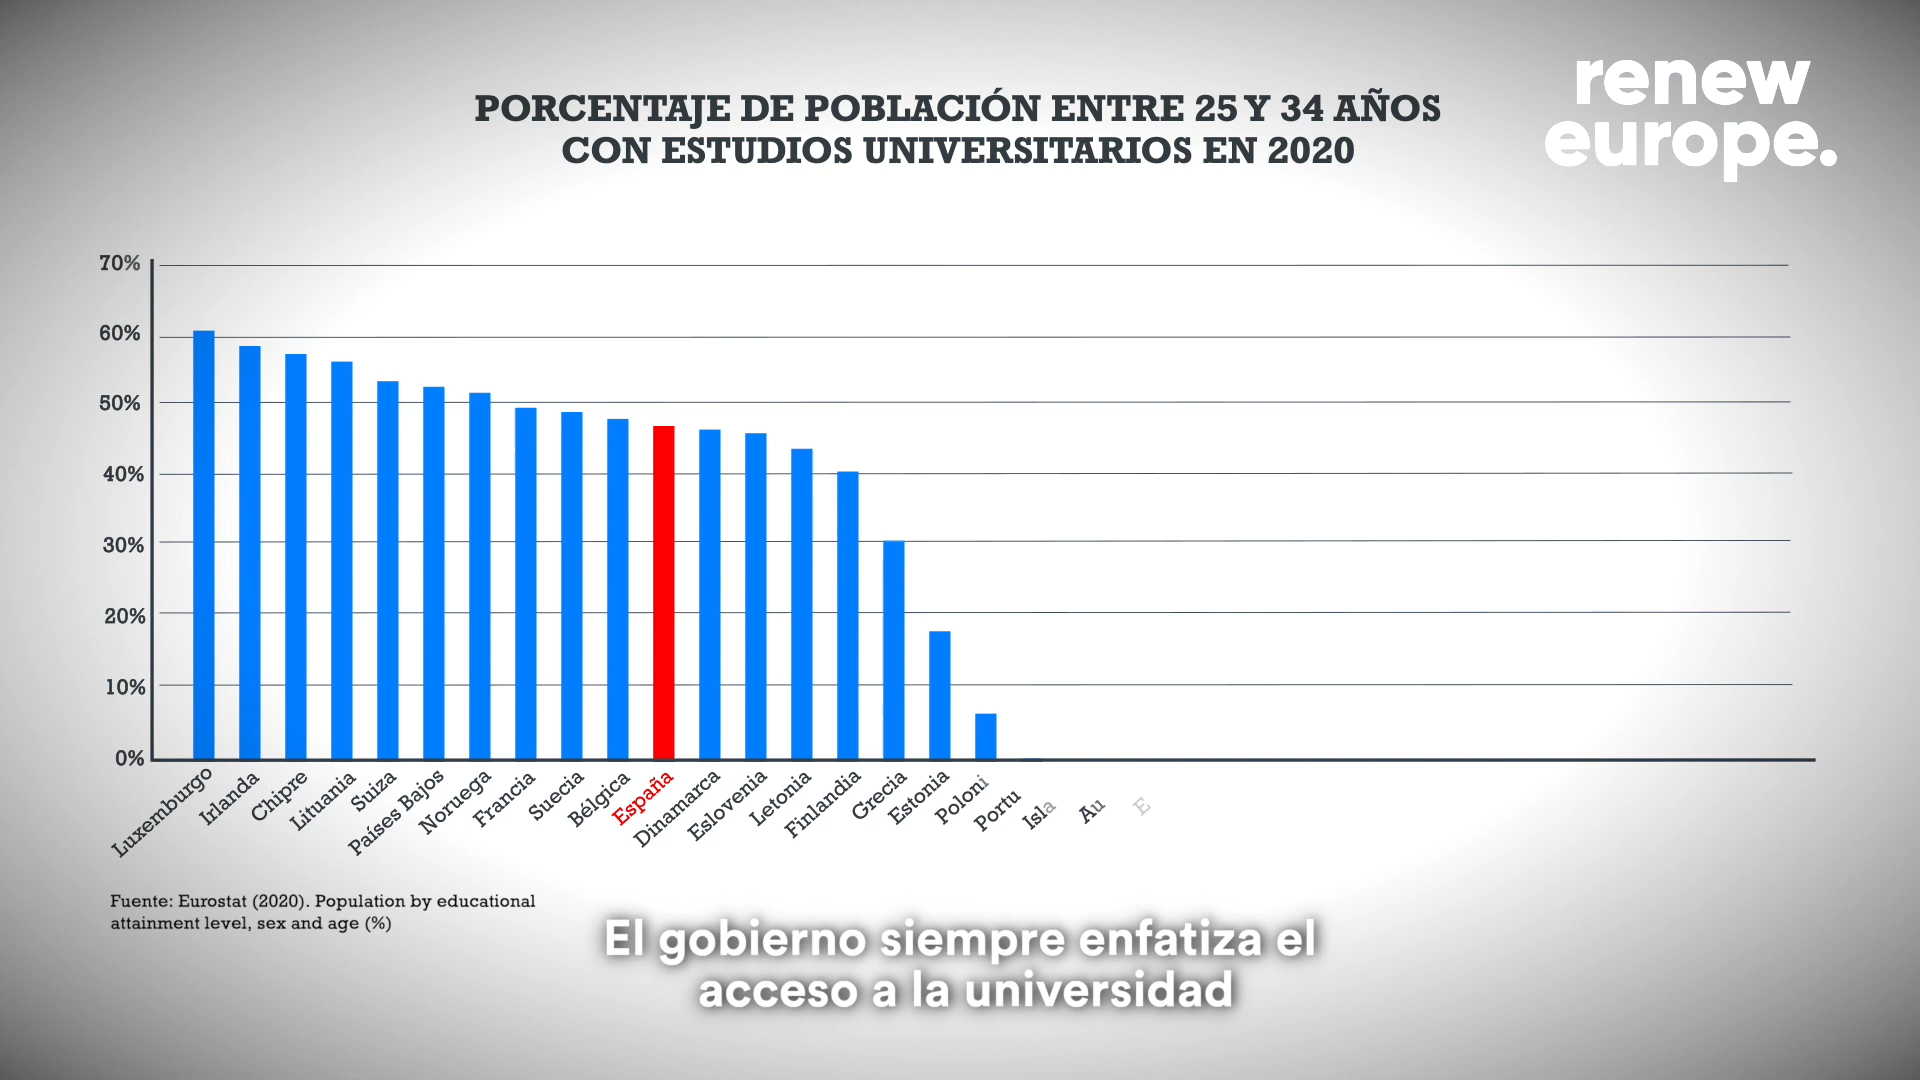 renew
europe.
PORCENTAJE DE POBLACIÓN ENTRE 25 Y 34 AÑOS
CON ESTUDIOS UNIVERSITARIOS EN 2020
70%
60%
50%
40%
30%
20%
10%
0%
Luxemburgo
Irlanda
Chipre
Lituania
Suiza
Países Bajos
Noruega
Francia
Suecia
Bélgica
España
Dinamarca
Eslovenia
Letonia
Finlandia
Grecia
Estonia
Poloni
Portu
Isla
Au
E
Fuente: Eurostat (2020). Population by educational
attainment level, sex and age (%)
El gobierno siempre enfatiza el
acceso a la universidad